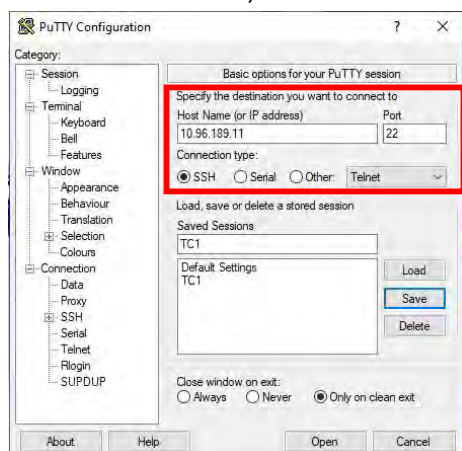 PuTTY Configuration ? X
Category:
Session
Logging
Terminal
Keyboard
Bell
Features
Window
Appearance
Behaviour
Translation
Selection
Colours
Connection
Data
Proxy
SSH
Serial
Telnet
Rlogin
SUPDUP
Basic options for your PuTTY session
Specify the destination you want to connect to
Host Name (or IP address) Port
10.96.189.11 22
Connection type:
SSH Serial Other: Telnet
Load, save or delete a stored session
Saved Sessions
TC1
Default Settings
TC1
Load
Save
Delete
Close window on exit:
Always Never Only on clean exit
About Help Open Cancel